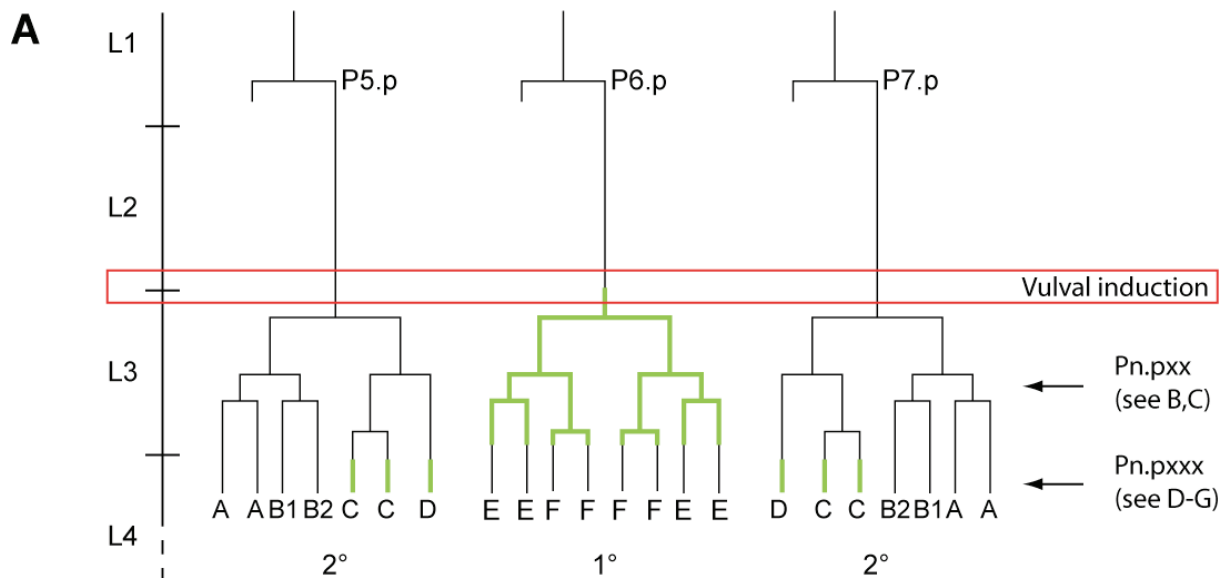 A
L1
P5.p P6.p P7.p
L2
Vulval induction
L3
Pn.pxx
(see B,C)
Pn.pxxx
(see D-G)
A A B1 B2 C C D E E F F F F E E D C C B2 B1 A A
L4
2° 1° 2°